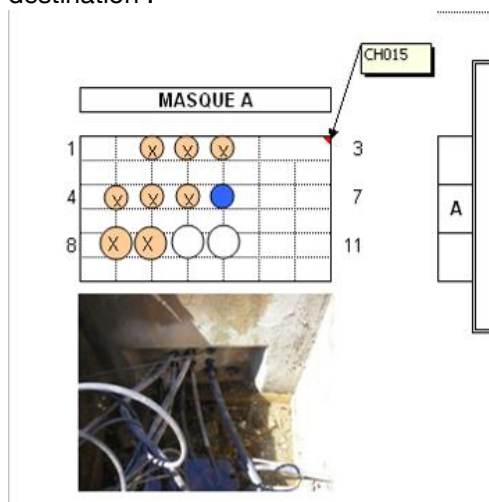 destination :
CH015
MASQUE A
1 X X X 3
4 X X X 7
A
8 X X 11